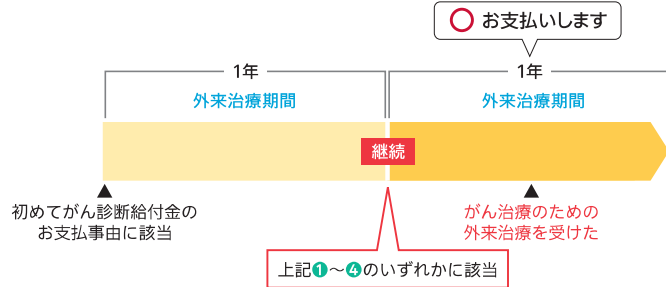 お支払いします
1年
1年
外来治療期間
外来治療期間
継続
初めてがん診断給付金の
お支払事由に該当
がん治療のための
外来治療を受けた
上記❶〜❹のいずれかに該当